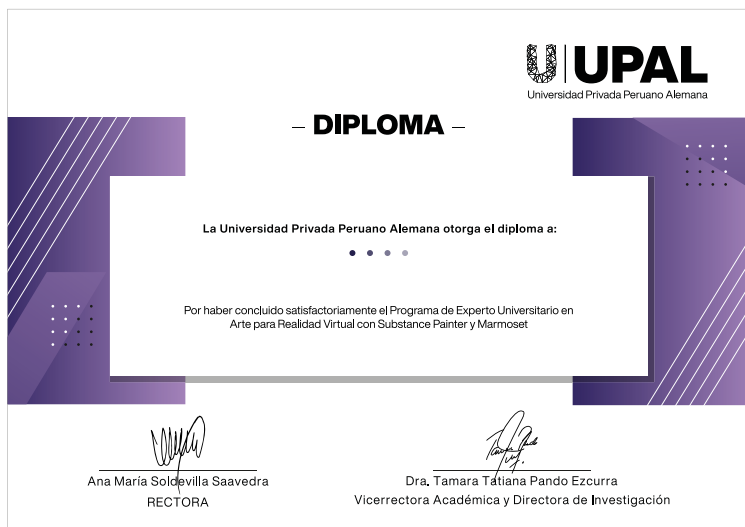 UPAL
Universidad Privada Peruano Alemana
– DIPLOMA –
La Universidad Privada Peruano Alemana otorga el diploma a:
Por haber concluido satisfactoriamente el Programa de Experto Universitario en
Arte para Realidad Virtual con Substance Painter y Marmoset
Ana María Soldevilla Saavedra
RECTORA
Dra. Tamara Tatiana Pando Ezcurra
Vicerrectora Académica y Directora de Investigación